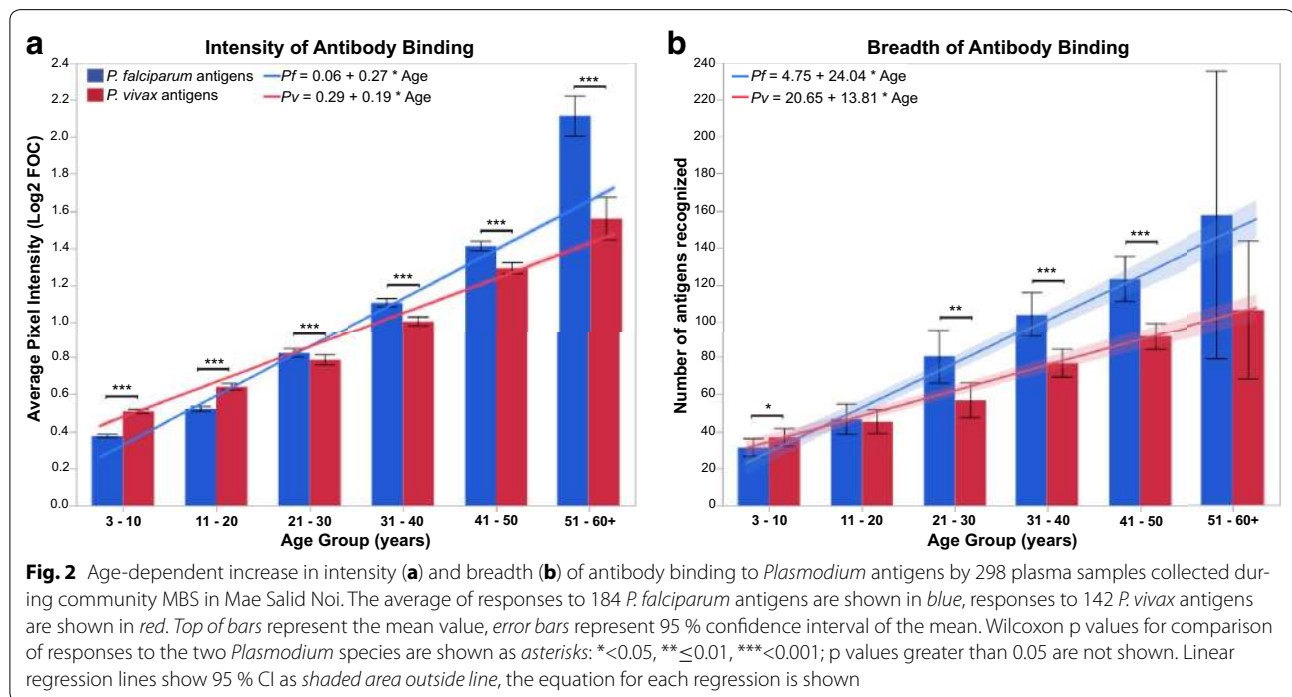 a
Intensity of Antibody Binding
P. falciparum antigens
P. vivax antigens
Pf = 0.06 + 0.27 * Age
Pv = 0.29 + 0.19 * Age
Average Pixel Intensity (Log2 FOC)
2.4
2.2
2.0
1.8
1.6
1.4
1.2
1.0
0.8
0.6
0.4
0.2
0.0
***
***
***
***
***
***
3 - 10
11 - 20
21 - 30
31 - 40
41 - 50
51 - 60+
Age Group (years)
b
Breadth of Antibody Binding
Pf = 4.75 + 24.04 * Age
Pv = 20.65 + 13.81 * Age
Number of antigens recognized
240
220
200
180
160
140
120
100
80
60
40
20
0
*
**
***
***
3 - 10
11 - 20
21 - 30
31 - 40
41 - 50
51 - 60+
Age Group (years)
Fig. 2 Age-dependent increase in intensity (a) and breadth (b) of antibody binding to Plasmodium antigens by 298 plasma samples collected dur-
ing community MBS in Mae Salid Noi. The average of responses to 184 P. falciparum antigens are shown in blue, responses to 142 P. vivax antigens
are shown in red. Top of bars represent the mean value, error bars represent 95 % confidence interval of the mean. Wilcoxon p values for comparison
of responses to the two Plasmodium species are shown as asterisks: *<0.05, **≤0.01, ***<0.001; p values greater than 0.05 are not shown. Linear
regression lines show 95 % CI as shaded area outside line, the equation for each regression is shown